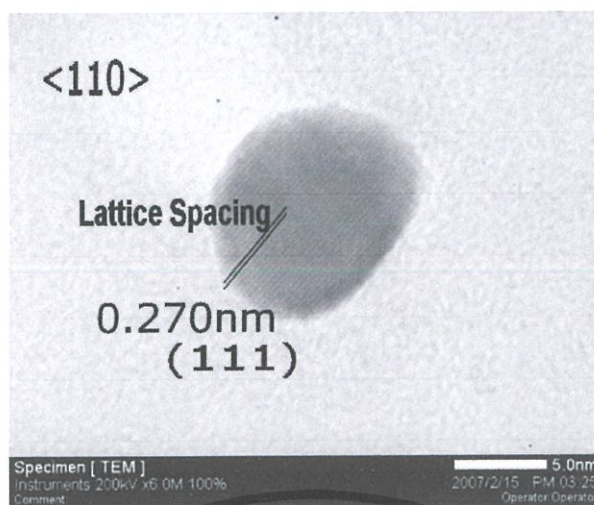 <110>
Lattice Spacing
0.270nm
(111)
Specimen [ TEM ]
5.0nm
Instruments 200kV x6.0M 100%
2007/2/15 PM 03:25
Comment
Operator Operator